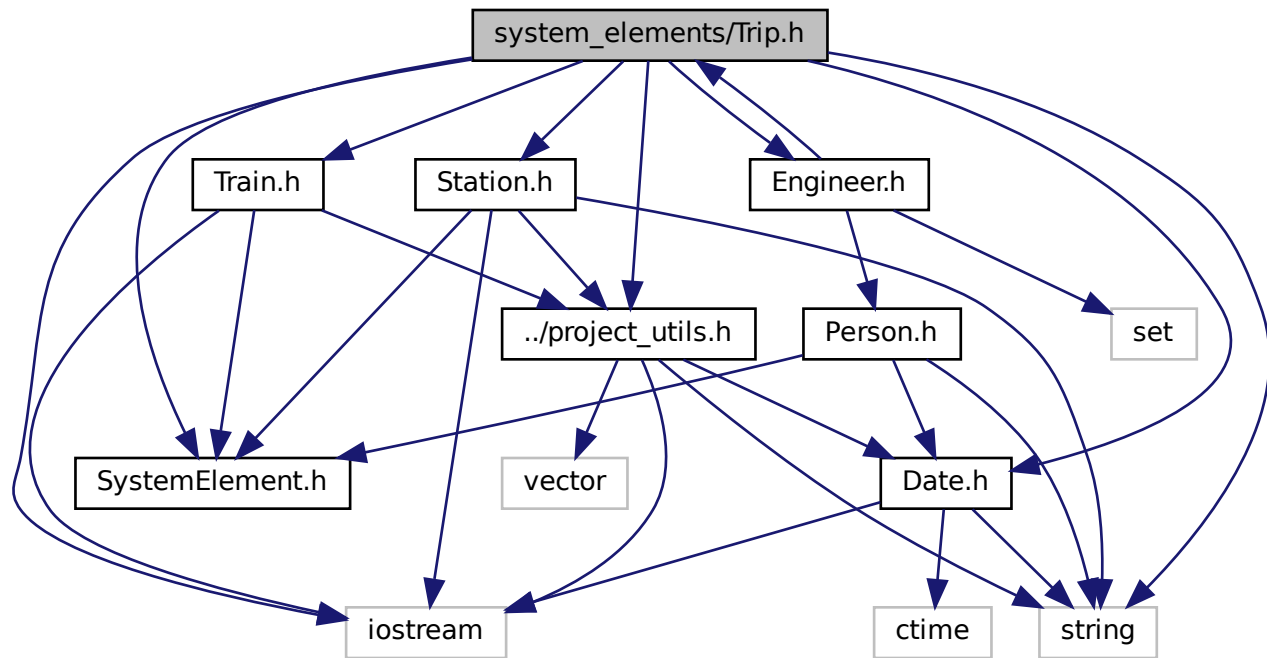 system_elements/Trip.h
Train.h
Station.h
Engineer.h
../project_utils.h
Person.h
set
SystemElement.h
vector
Date.h
iostream
ctime
string